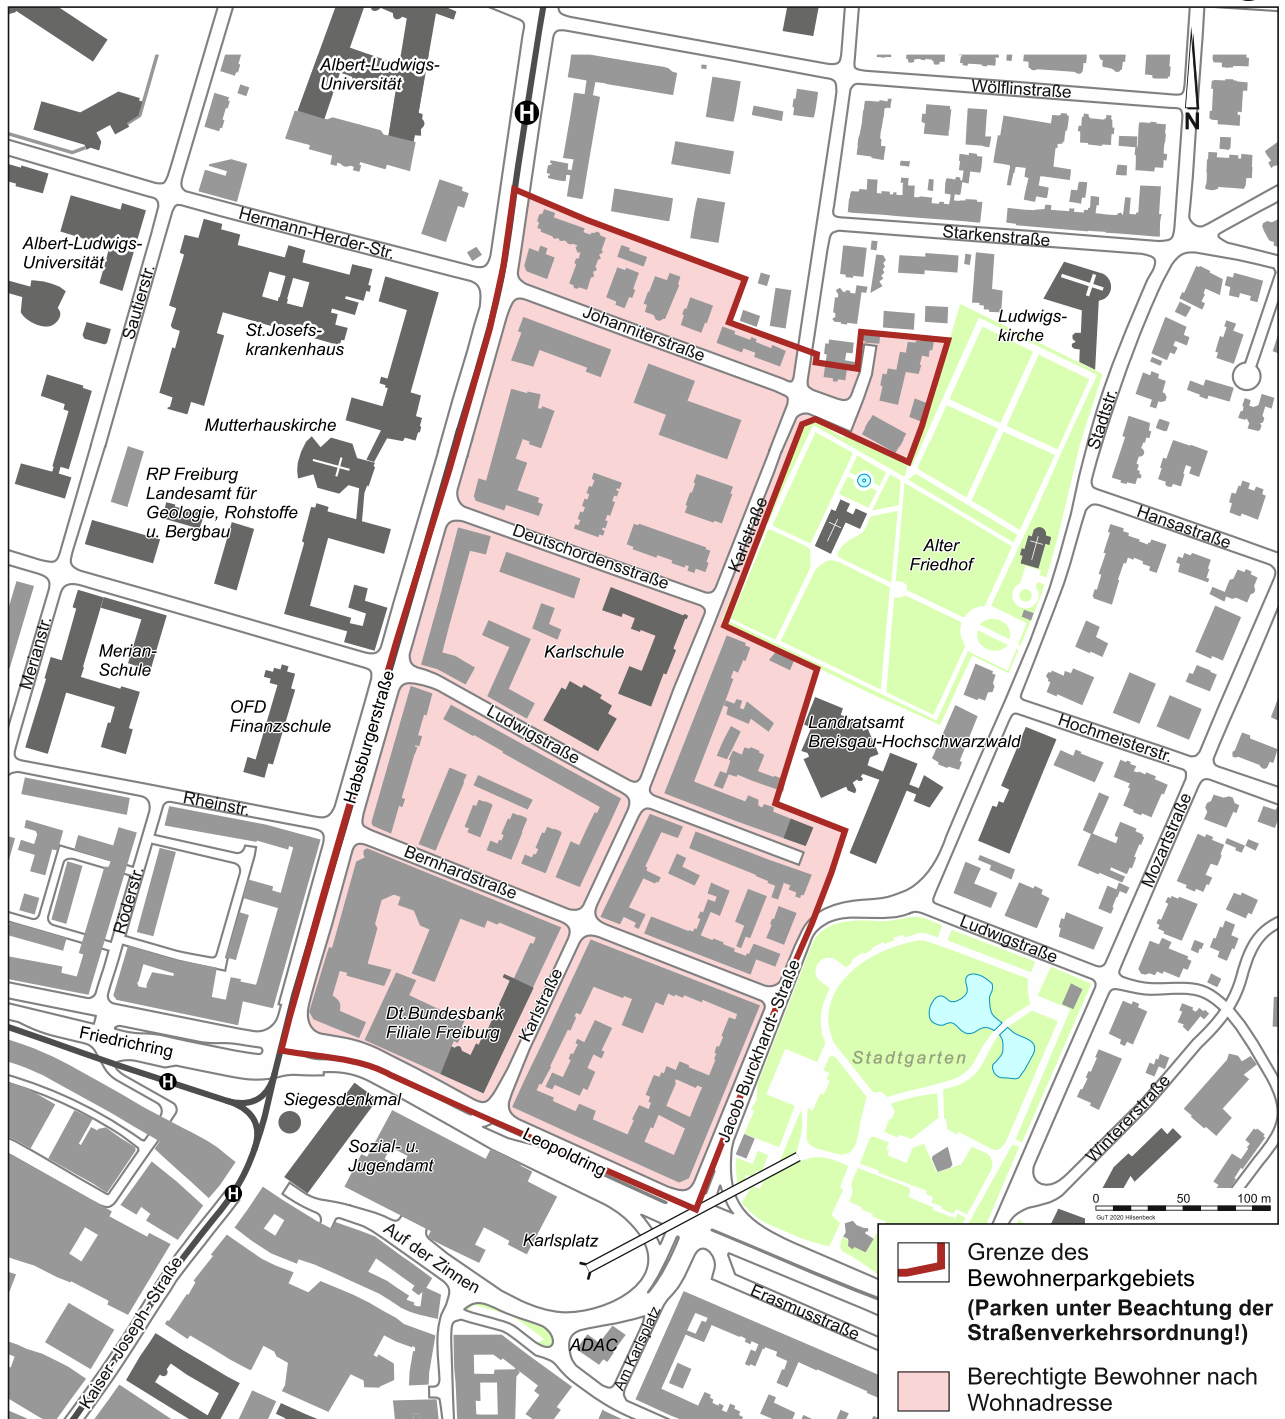 Albert-Ludwigs-
Universität
H
Wölflinstraße
N
Hermann-Herder-Str.
Starkenstraße
Albert-Ludwigs-
Universität
Sautierstr.
St.Josefs-
krankenhaus
Johanniterstraße
Ludwigs-
kirche
Stadtstr.
Mutterhauskirche
RP Freiburg
Landesamt für
Geologie, Rohstoffe
u. Bergbau
Karlstraße
Hansastraße
Deutschordensstraße
Alter
Friedhof
Merianstr.
Merian-
Schule
Karlschule
OFD
Finanzschule
Habsburgerstraße
Ludwigstraße
Landratsamt
Breisgau-Hochschwarzwald
Hochmeisterstr.
Rheinstr.
Mozartstraße
Röderstr.
Bernhardstraße
Ludwigstraße
Dt.Bundesbank
Filiale Freiburg
Karlstraße
Jacob-Burckhardt-Straße
Friedrichring
Stadtgarten
H
Siegesdenkmal
Wintererstraße
Sozial- u.
Jugendamt
Leopoldring
H
0 50 100 m
GuT 2020 Hilsenbeck
Karlsplatz
Auf der Zinnen
Kaiser-Joseph-Straße
Erasmusstraße
ADAC
Am Karlsplatz
Grenze des
Bewohnerparkgebiets
(Parken unter Beachtung der
Straßenverkehrsordnung!)
Berechtigte Bewohner nach
Wohnadresse